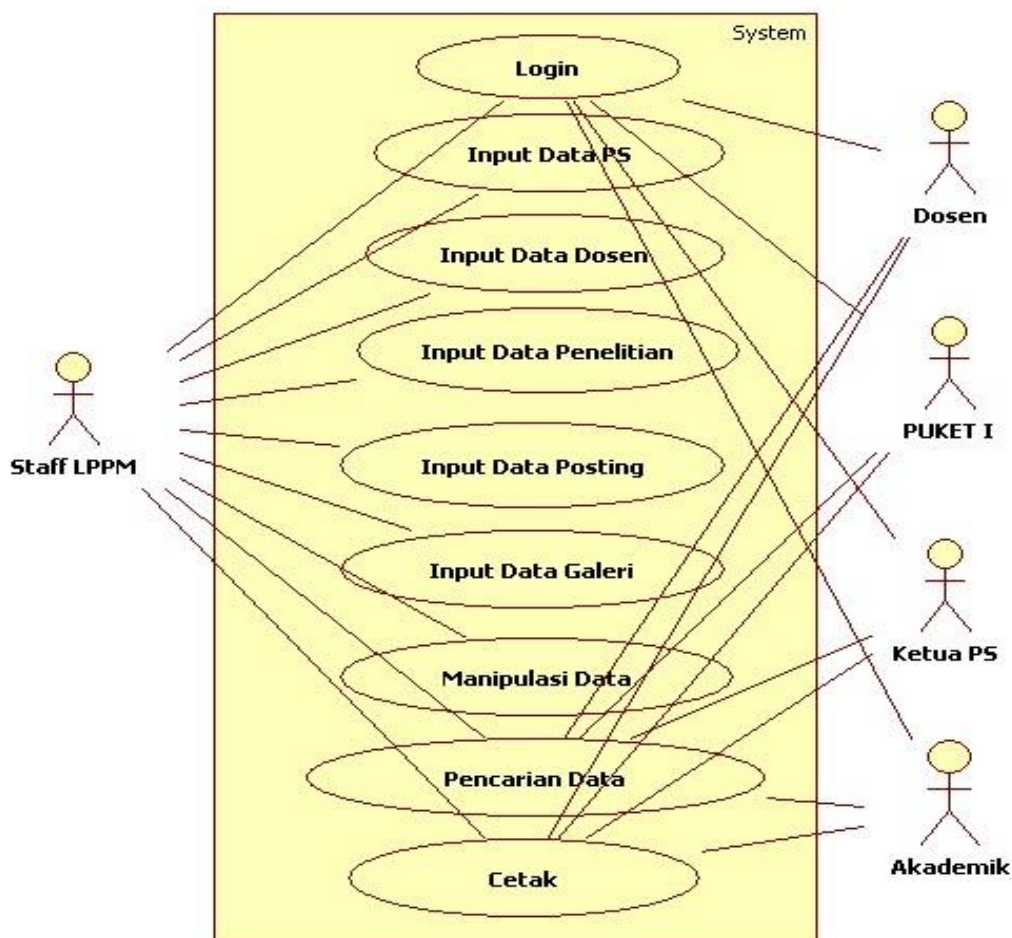 System
Login
Input Data PS
Input Data Dosen
Input Data Penelitian
Input Data Posting
Input Data Galeri
Manipulasi Data
Pencarian Data
Cetak
Staff LPPM
Dosen
PUKET I
Ketua PS
Akademik